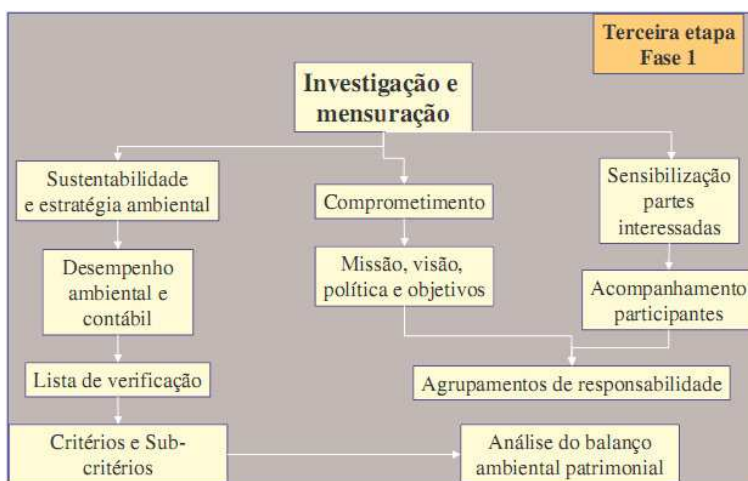 Terceira etapa
Fase 1
Investigação e
mensuração
Sustentabilidade
e estratégia ambiental
Comprometimento
Sensibilização
partes
interessadas
Desempenho
ambiental e
contábil
Missão, visão,
política e objetivos
Acompanhamento
participantes
Lista de verificação
Agrupamentos de responsabilidade
Critérios e Sub-
critérios
Análise do balanço
ambiental patrimonial